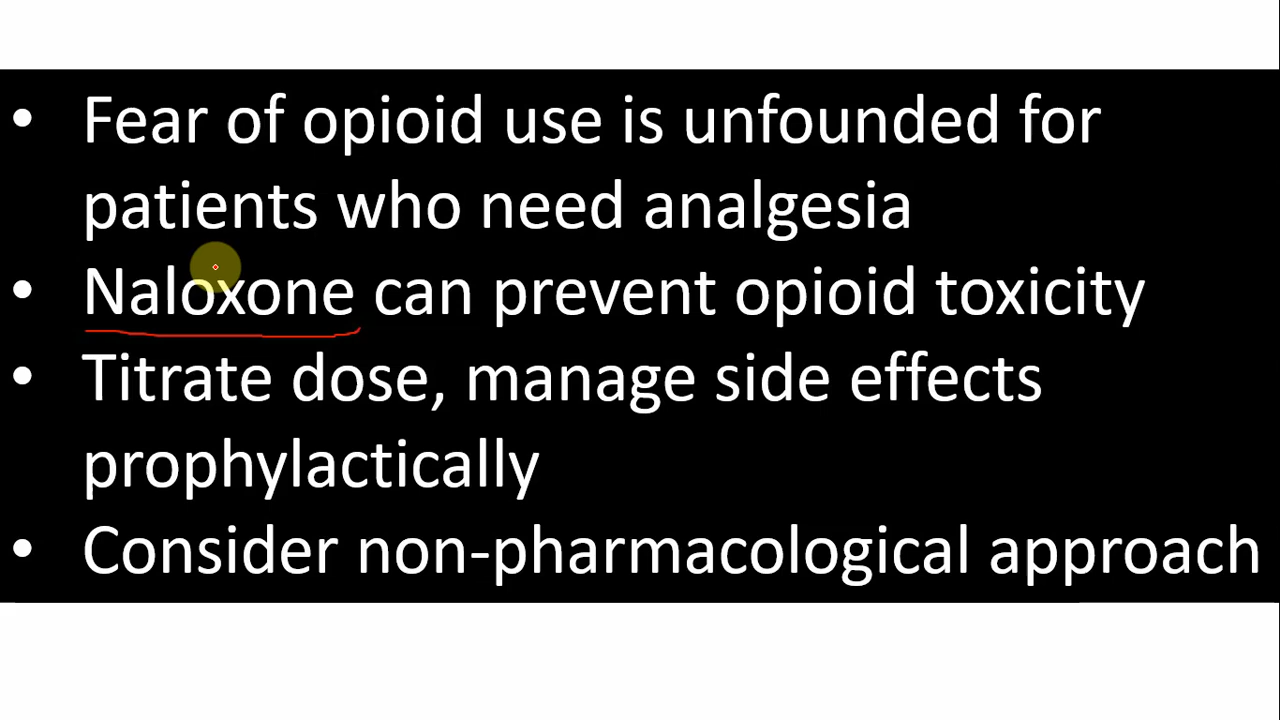 • Fear of opioid use is unfounded for
patients who need analgesia
• Naloxone can prevent opioid toxicity
• Titrate dose, manage side effects
prophylactically
• Consider non-pharmacological approach